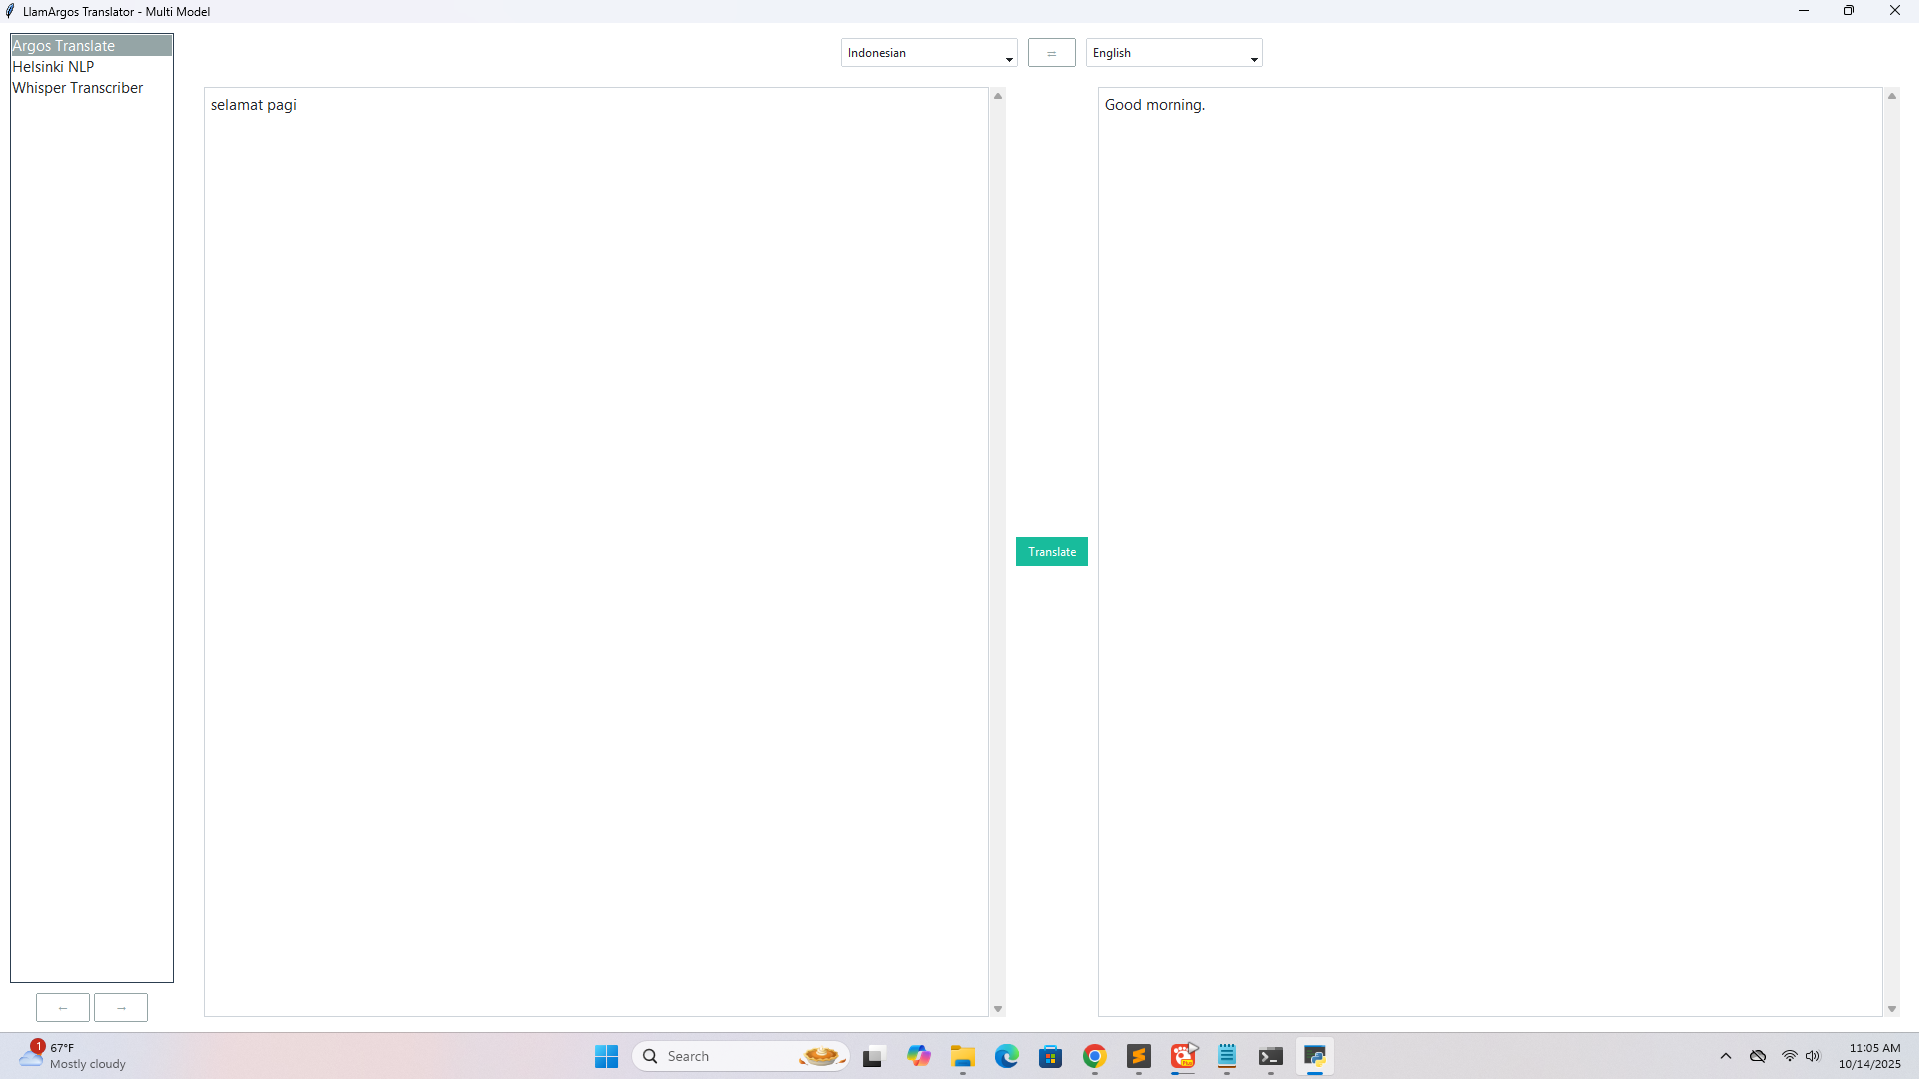 LlamArgos Translator - Multi Model
Argos Translate
Helsinki NLP
Whisper Transcriber
Indonesian
⇌
English
selamat pagi
Good morning.
Translate
←
→
1
67°F
Mostly cloudy
Search
11:05 AM
10/14/2025